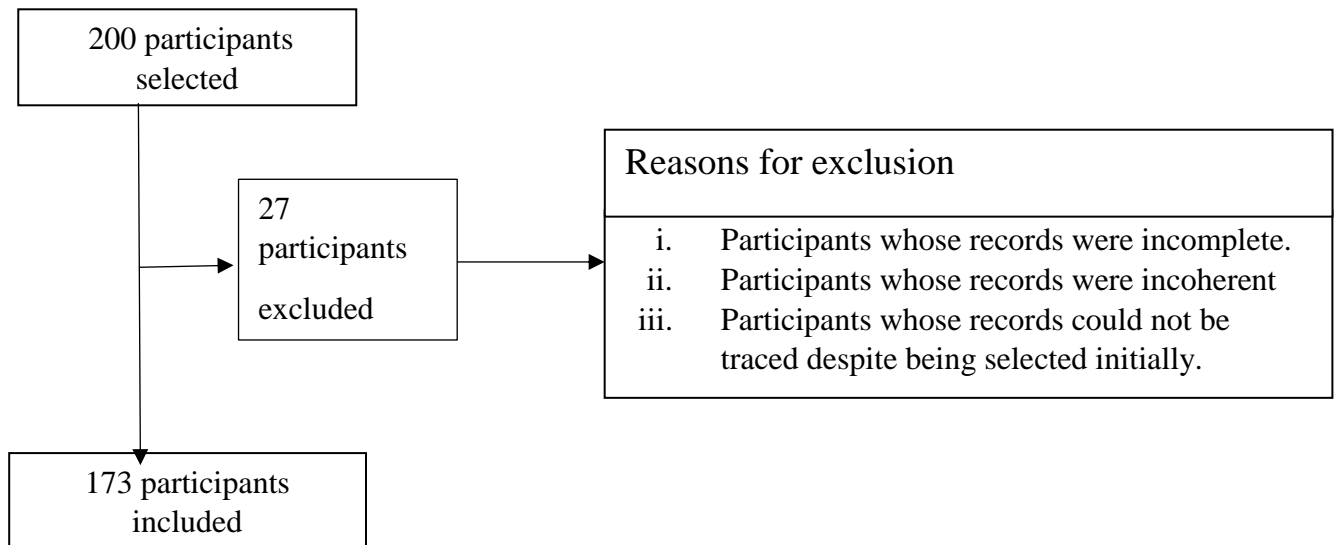 200 participants
selected
27
participants
excluded
Reasons for exclusion
i. Participants whose records were incomplete.
ii. Participants whose records were incoherent
iii. Participants whose records could not be
traced despite being selected initially.
173 participants
included